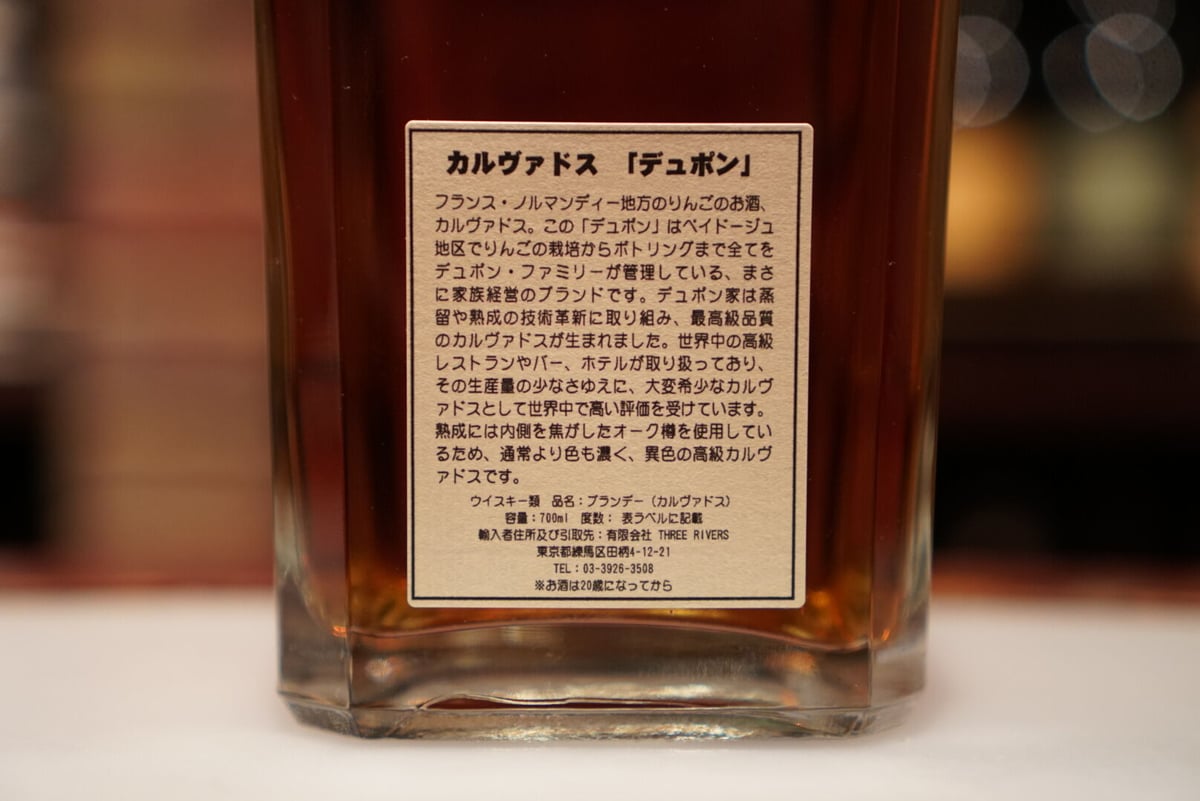 カルヴァドス 「デュポン」
フランス・ノルマンディー地方のりんごのお酒、
カルヴァドス。この「デュポン」はペイドージュ
地区でりんごの栽培からボトリングまで全てを
デュポン・ファミリーが管理している、まさ
に家族経営のブランドです。デュポン家は蒸
留や熟成の技術革新に取り組み、最高級品質
のカルヴァドスが生まれました。世界中の高級
レストランやバー、ホテルが取り扱っており、
その生産量の少なさゆえに、大変希少なカルヴ
ァドスとして世界中で高い評価を受けています。
熟成には内側を焦がしたオーク樽を使用してい
るため、通常より色も濃く、異色の高級カルヴ
ァドスです。
ウイスキー類 品名：ブランデー（カルヴァドス）
容量：700ml 度数： 表ラベルに記載
輸入者住所及び引取先：有限会社 THREE RIVERS
東京都練馬区田柄4-12-21
TEL：03-3926-3508
※お酒は20歳になってから